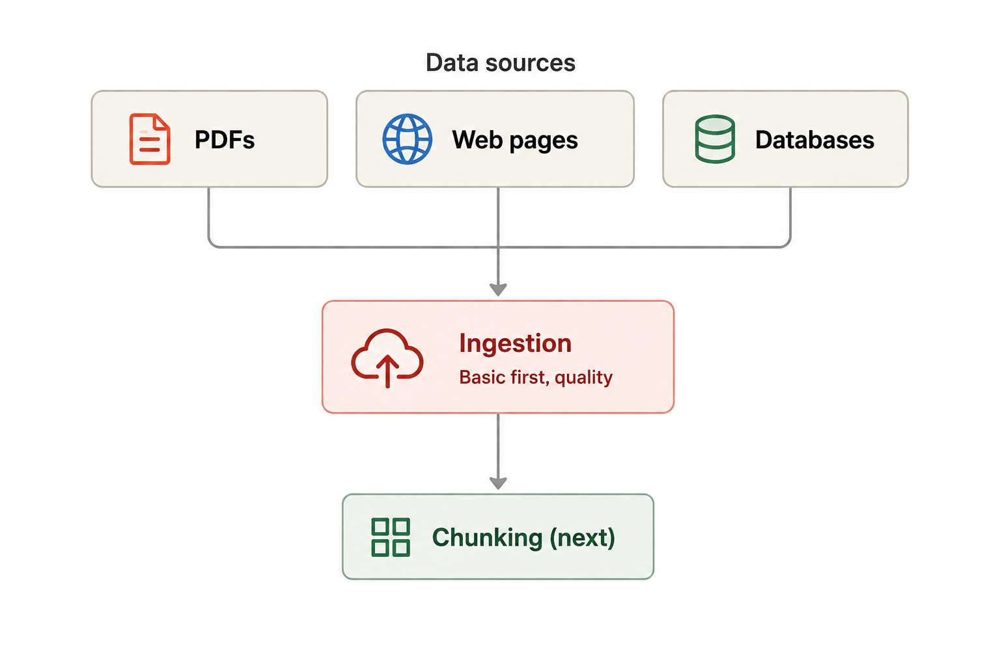 Data sources
PDFs
Web pages
Databases
Ingestion
Basic first, quality
Chunking (next)